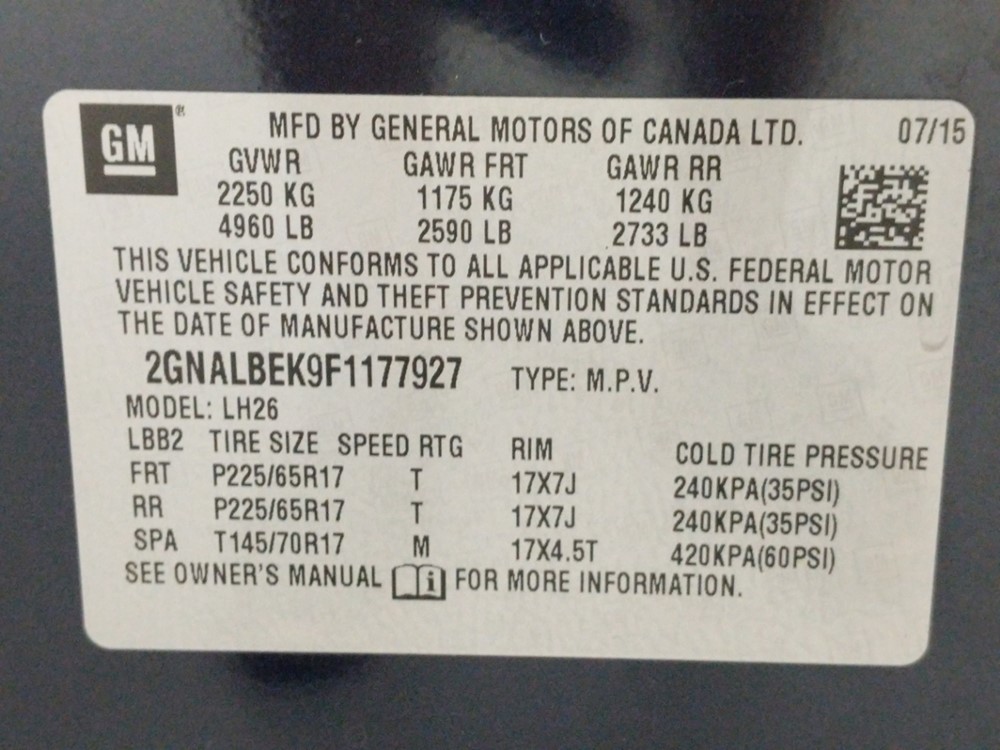 GM®
MFD BY GENERAL MOTORS OF CANADA LTD. 07/15
GVWR GAWR FRT GAWR RR
2250 KG 1175 KG 1240 KG
4960 LB 2590 LB 2733 LB
THIS VEHICLE CONFORMS TO ALL APPLICABLE U.S. FEDERAL MOTOR
VEHICLE SAFETY AND THEFT PREVENTION STANDARDS IN EFFECT ON
THE DATE OF MANUFACTURE SHOWN ABOVE.
2GNALBEK9F1177927 TYPE: M.P.V.
MODEL: LH26
LBB2 TIRE SIZE SPEED RTG RIM COLD TIRE PRESSURE
FRT P225/65R17 T 17X7J 240KPA(35PSI)
RR P225/65R17 T 17X7J 240KPA(35PSI)
SPA T145/70R17 M 17X4.5T 420KPA(60PSI)
SEE OWNER'S MANUAL i FOR MORE INFORMATION.